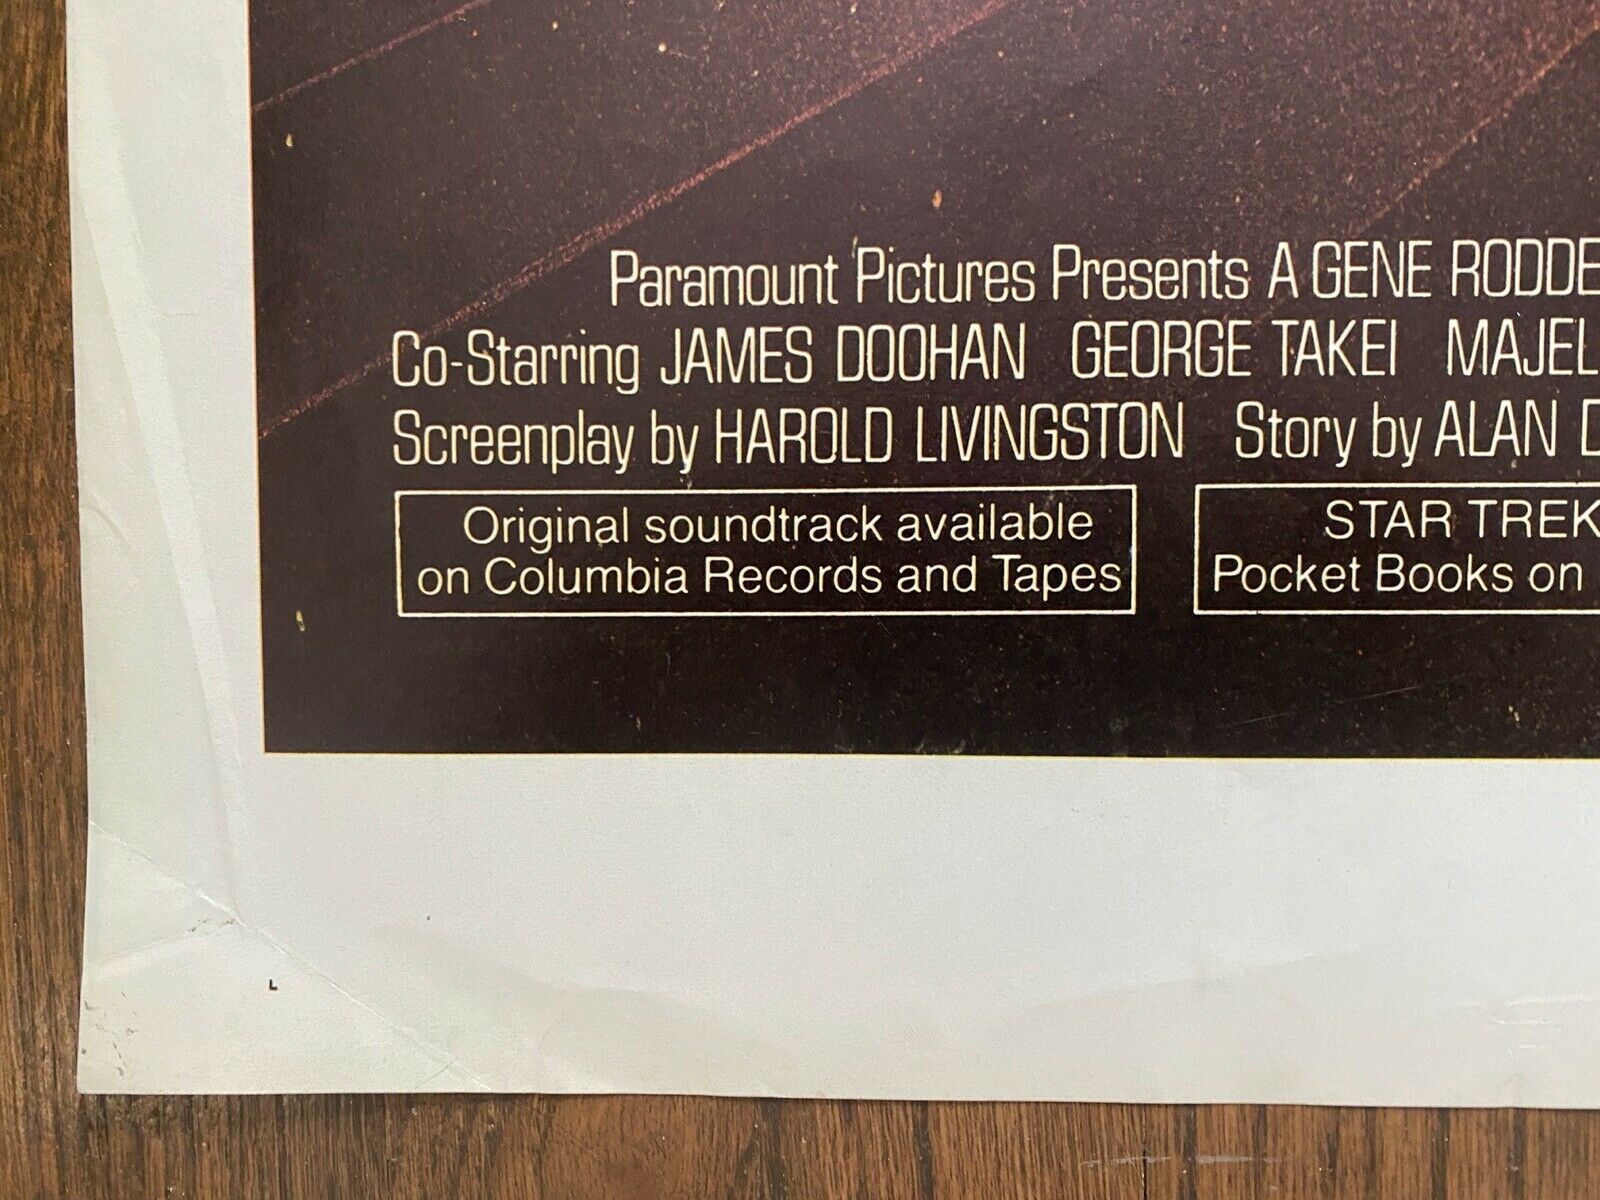 Paramount Pictures Presents A GENE RODDE
Co-Starring JAMES DOOHAN GEORGE TAKEI MAJEL
Screenplay by HAROLD LIVINGSTON Story by ALAN D
Original soundtrack available
on Columbia Records and Tapes
STAR TREK
Pocket Books on
L